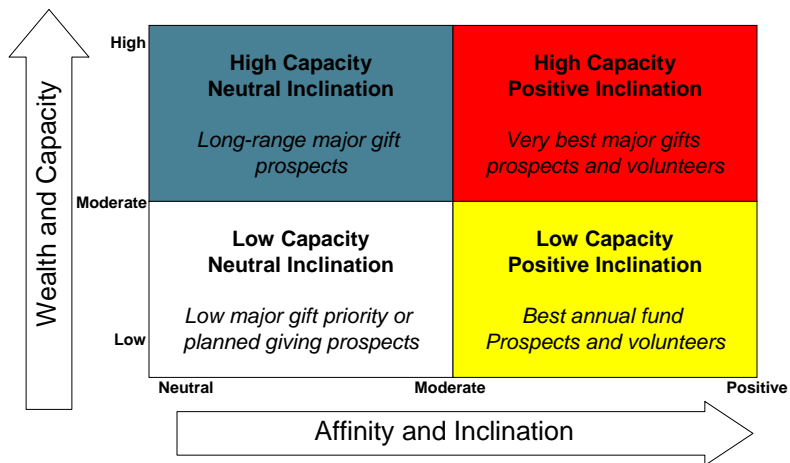 High
High Capacity
Neutral Inclination
Long-range major gift
prospects
High Capacity
Positive Inclination
Very best major gifts
prospects and volunteers
Wealth and Capacity
Moderate
Low Capacity
Neutral Inclination
Low major gift priority or
planned giving prospects
Low Capacity
Positive Inclination
Best annual fund
Prospects and volunteers
Low
Neutral
Moderate
Positive
Affinity and Inclination